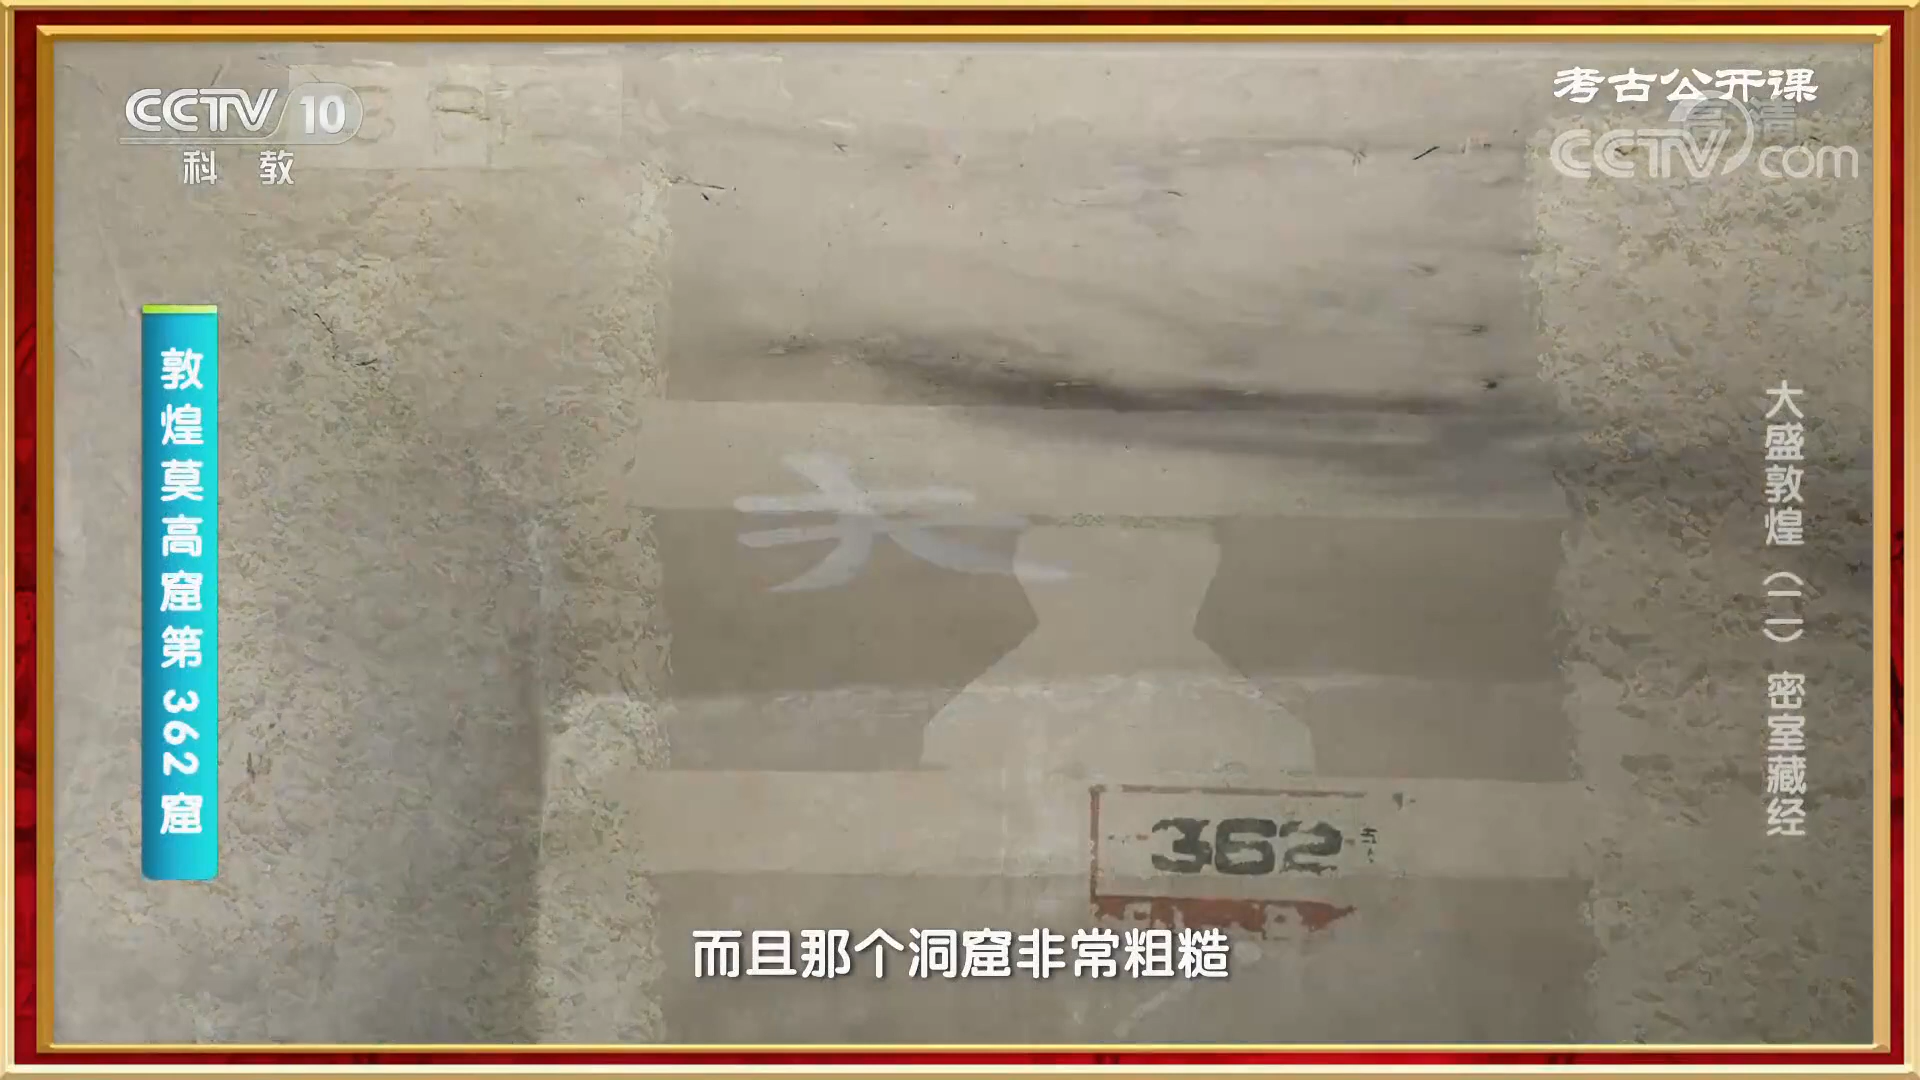 CCTV 10
科 教
考古公开课
高清
CCTV com
敦煌莫高窟第362窟
大盛敦煌（二）密室藏经
362
而且那个洞窟非常粗糙